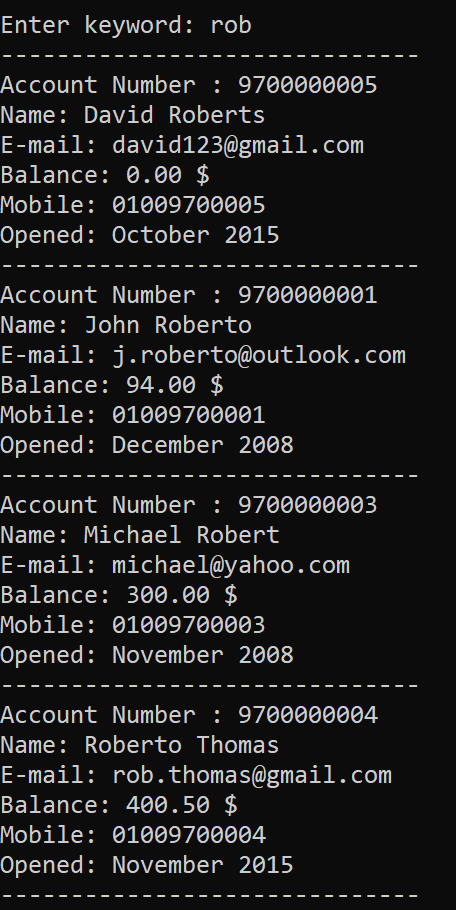 Enter keyword: rob
------------------------------
Account Number : 9700000005
Name: David Roberts
E-mail: david123@gmail.com
Balance: 0.00 $
Mobile: 01009700005
Opened: October 2015
------------------------------
Account Number : 9700000001
Name: John Roberto
E-mail: j.roberto@outlook.com
Balance: 94.00 $
Mobile: 01009700001
Opened: December 2008
------------------------------
Account Number : 9700000003
Name: Michael Robert
E-mail: michael@yahoo.com
Balance: 300.00 $
Mobile: 01009700003
Opened: November 2008
------------------------------
Account Number : 9700000004
Name: Roberto Thomas
E-mail: rob.thomas@gmail.com
Balance: 400.50 $
Mobile: 01009700004
Opened: November 2015
------------------------------